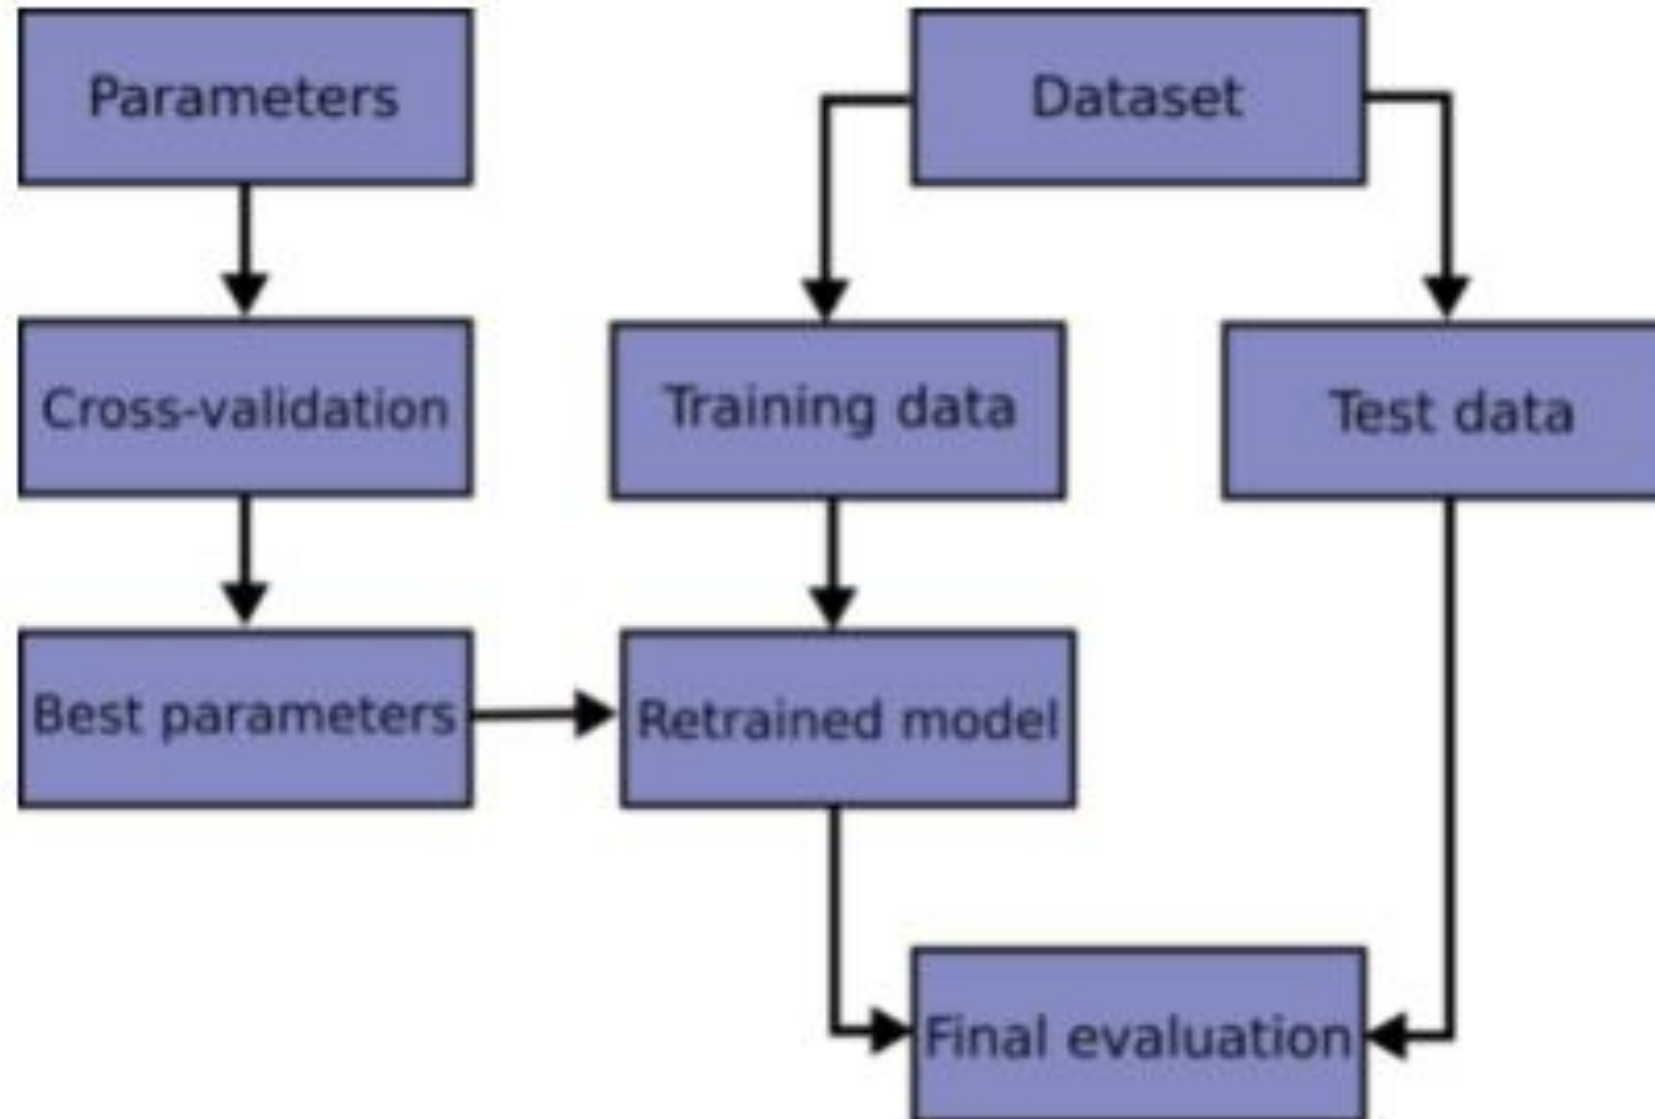 Parameters
Dataset
Cross-validation
Training data
Test data
Best parameters
Retrained model
Final evaluation